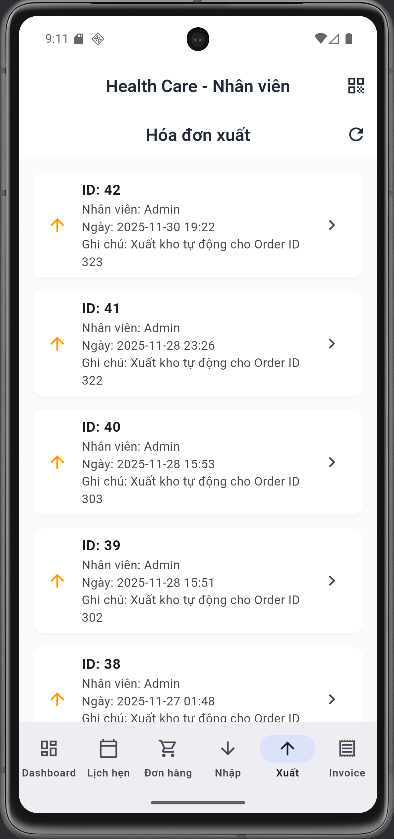 9:11
Health Care - Nhân viên
Hóa đơn xuất
ID: 42
Nhân viên: Admin
Ngày: 2025-11-30 19:22
Ghi chú: Xuất kho tự động cho Order ID
323
ID: 41
Nhân viên: Admin
Ngày: 2025-11-28 23:26
Ghi chú: Xuất kho tự động cho Order ID
322
ID: 40
Nhân viên: Admin
Ngày: 2025-11-28 15:53
Ghi chú: Xuất kho tự động cho Order ID
303
ID: 39
Nhân viên: Admin
Ngày: 2025-11-28 15:51
Ghi chú: Xuất kho tự động cho Order ID
302
ID: 38
Nhân viên: Admin
Ngày: 2025-11-27 01:48
Ghi chú: Xuất kho tự động cho Order ID
Dashboard Lịch hẹn Đơn hàng Nhập Xuất Invoice